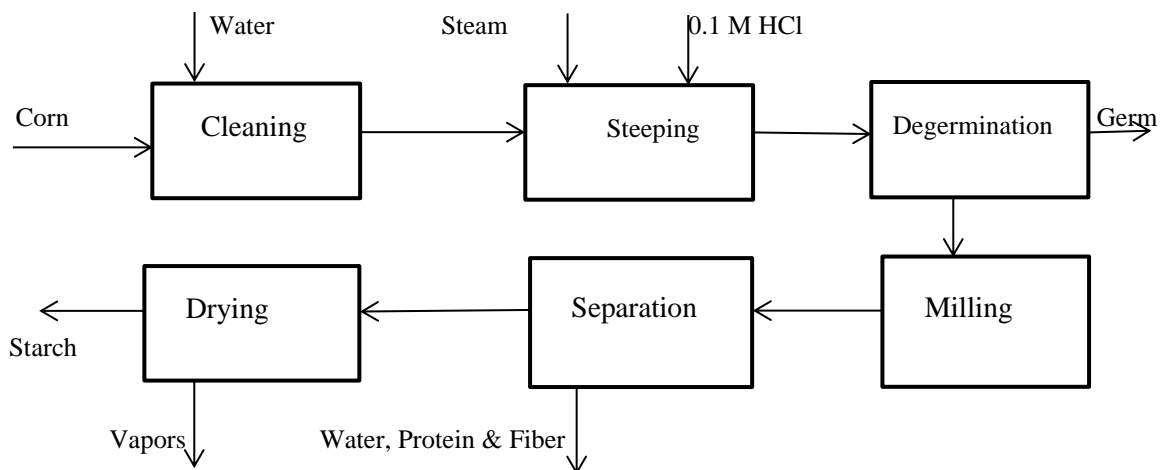 Water
Steam
0.1 M HCl
Corn
Cleaning
Steeping
Degermination
Germ
Drying
Separation
Milling
Starch
Vapors
Water, Protein & Fiber